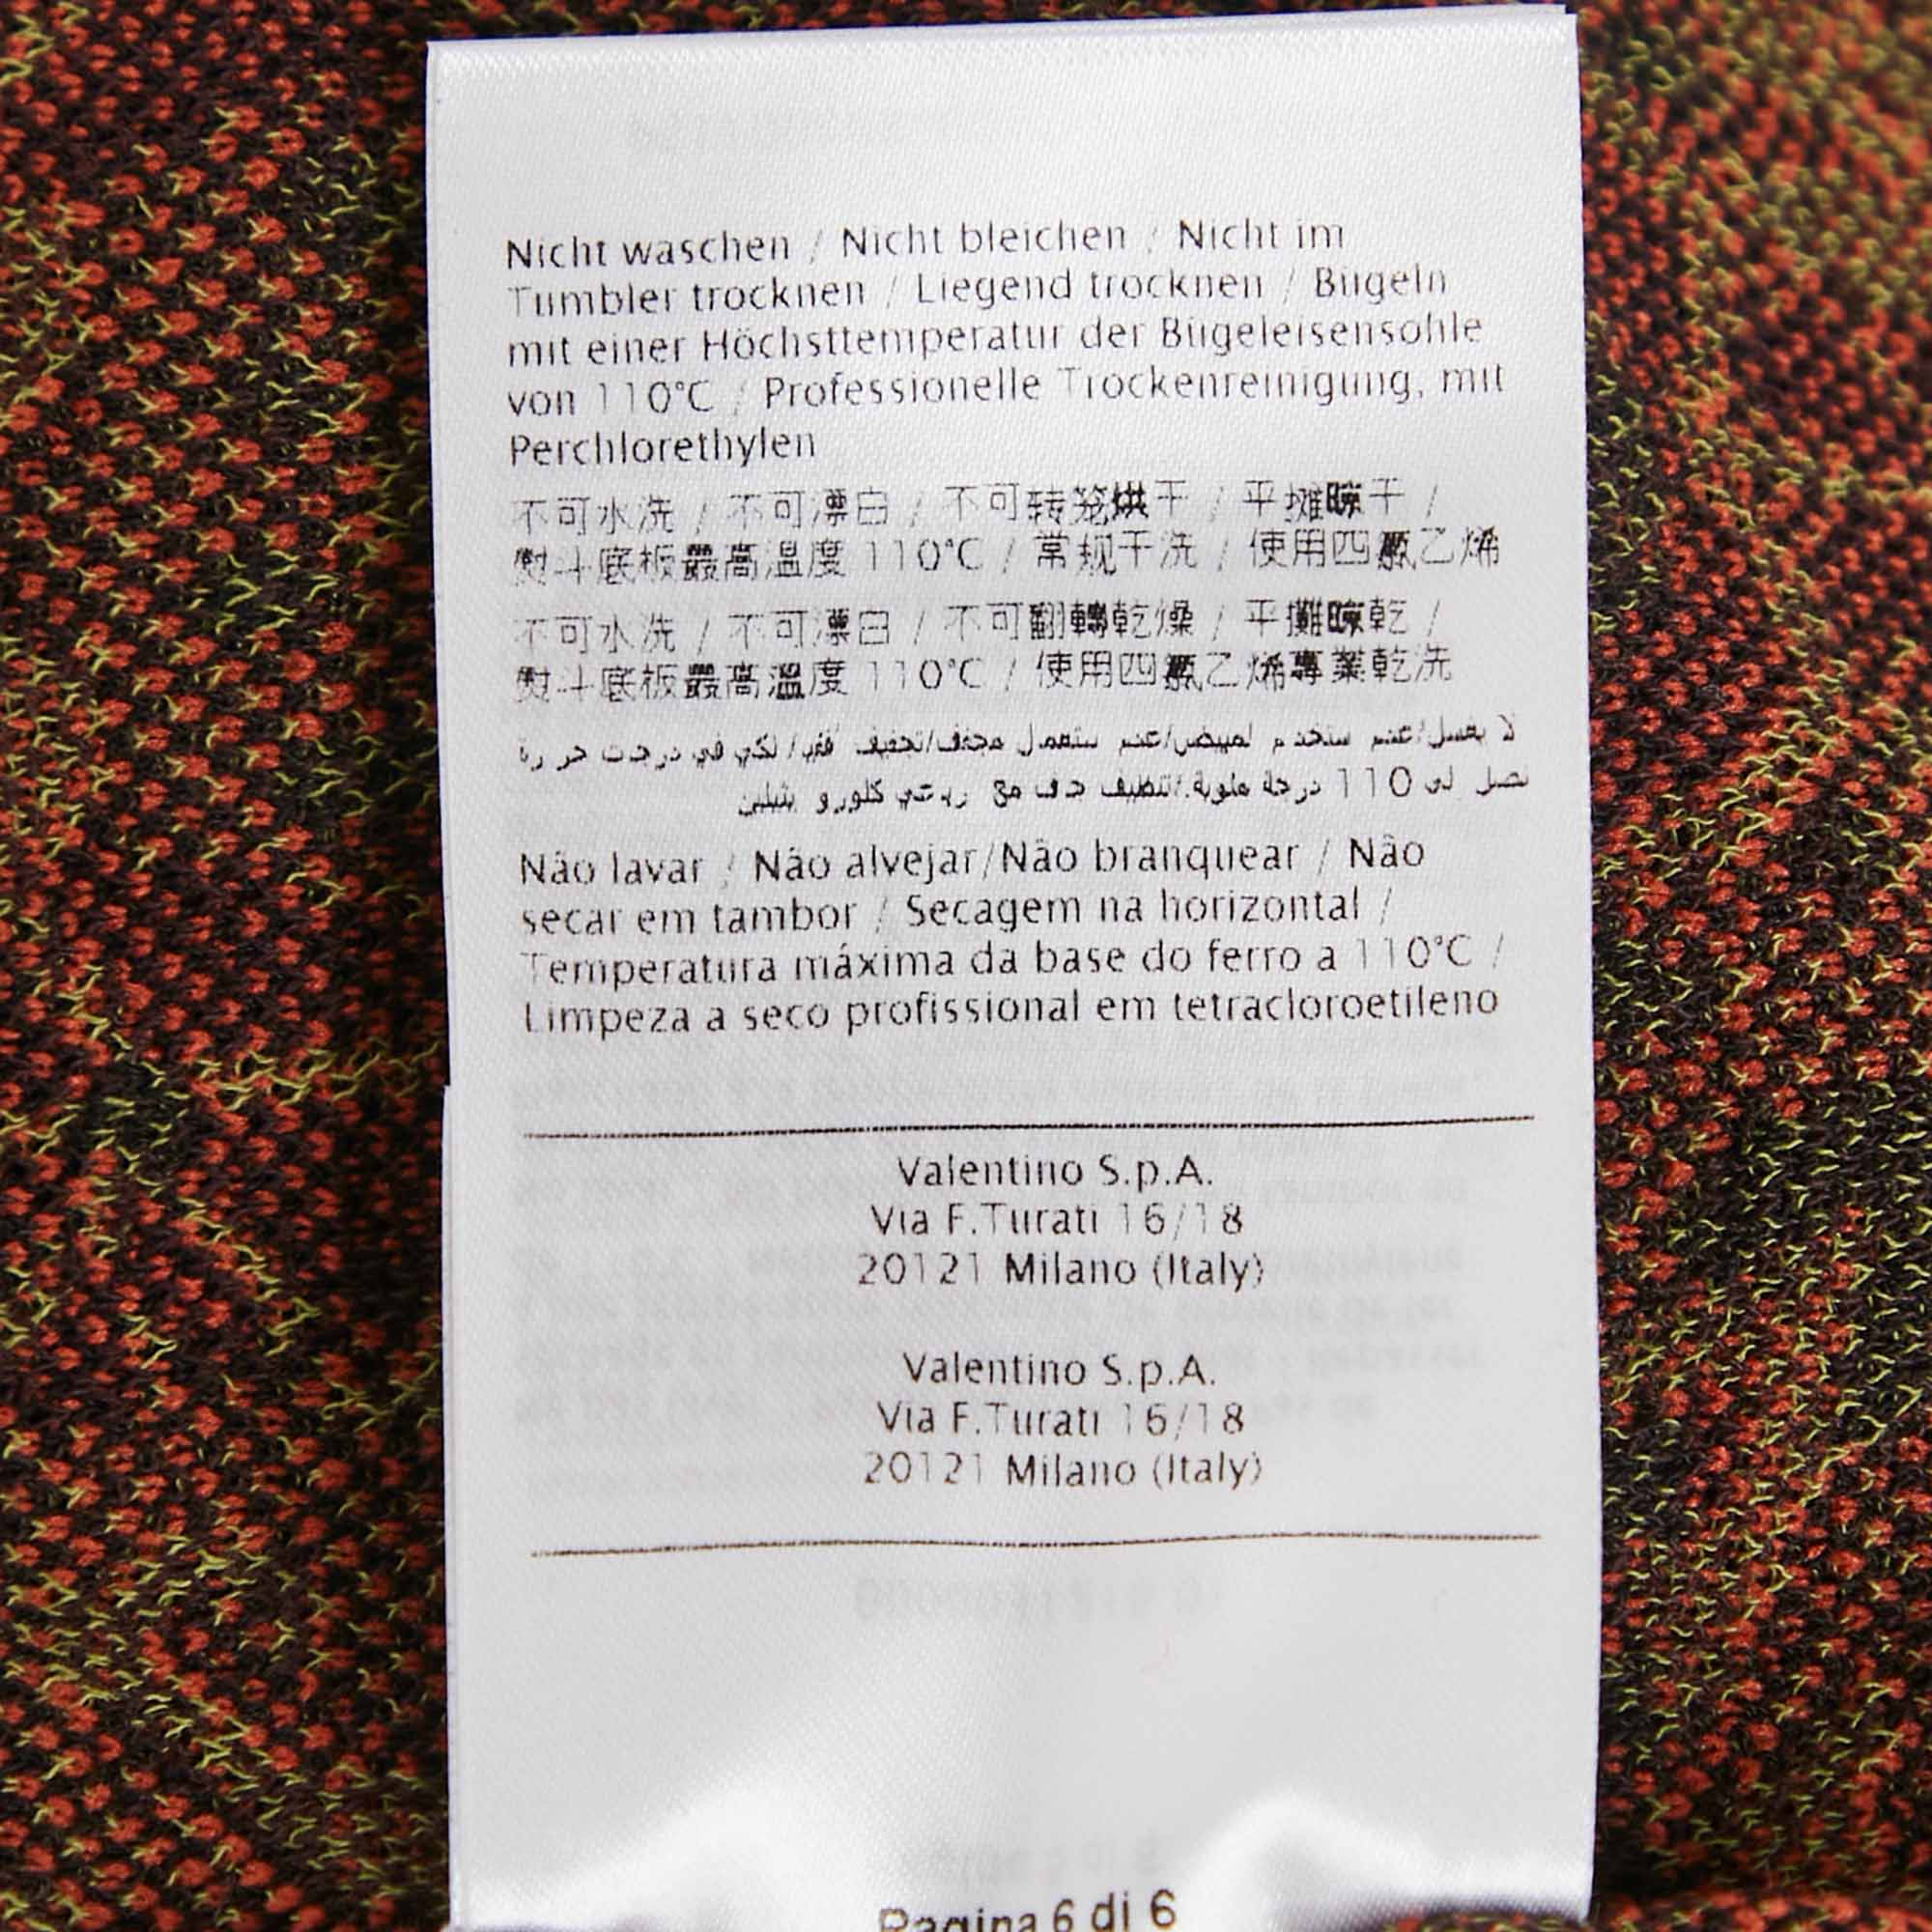 Nicht waschen / Nicht bleichen / Nicht im
Tumbler trocknen / Liegend trocknen / Bügeln
mit einer Höchsttemperatur der Bügeleisensohle
von 110°C / Professionelle Trockenreinigung, mit
Perchlorethylen
不可水洗 / 不可漂白 / 不可转笼烘干 / 平摊晾干 /
熨斗底板最高温度 110°C / 常规干洗 / 使用四氯乙烯
不可水洗 / 不可漂白 / 不可翻轉乾燥 / 平攤晾乾 /
熨斗底板最高溫度 110°C / 使用四氯乙烯專業乾洗
لا
110 درجة مئوية./تنظيف جاف مع
Não lavar / Não alvejar/Não branquear / Não
secar em tambor / Secagem na horizontal /
Temperatura máxima da base do ferro a 110°C /
Limpeza a seco profissional em tetracloroetileno
Valentino S.p.A.
Via F.Turati 16/18
20121 Milano (Italy)
Valentino S.p.A.
Via F.Turati 16/18
20121 Milano (Italy)
Pagina 6 di 6